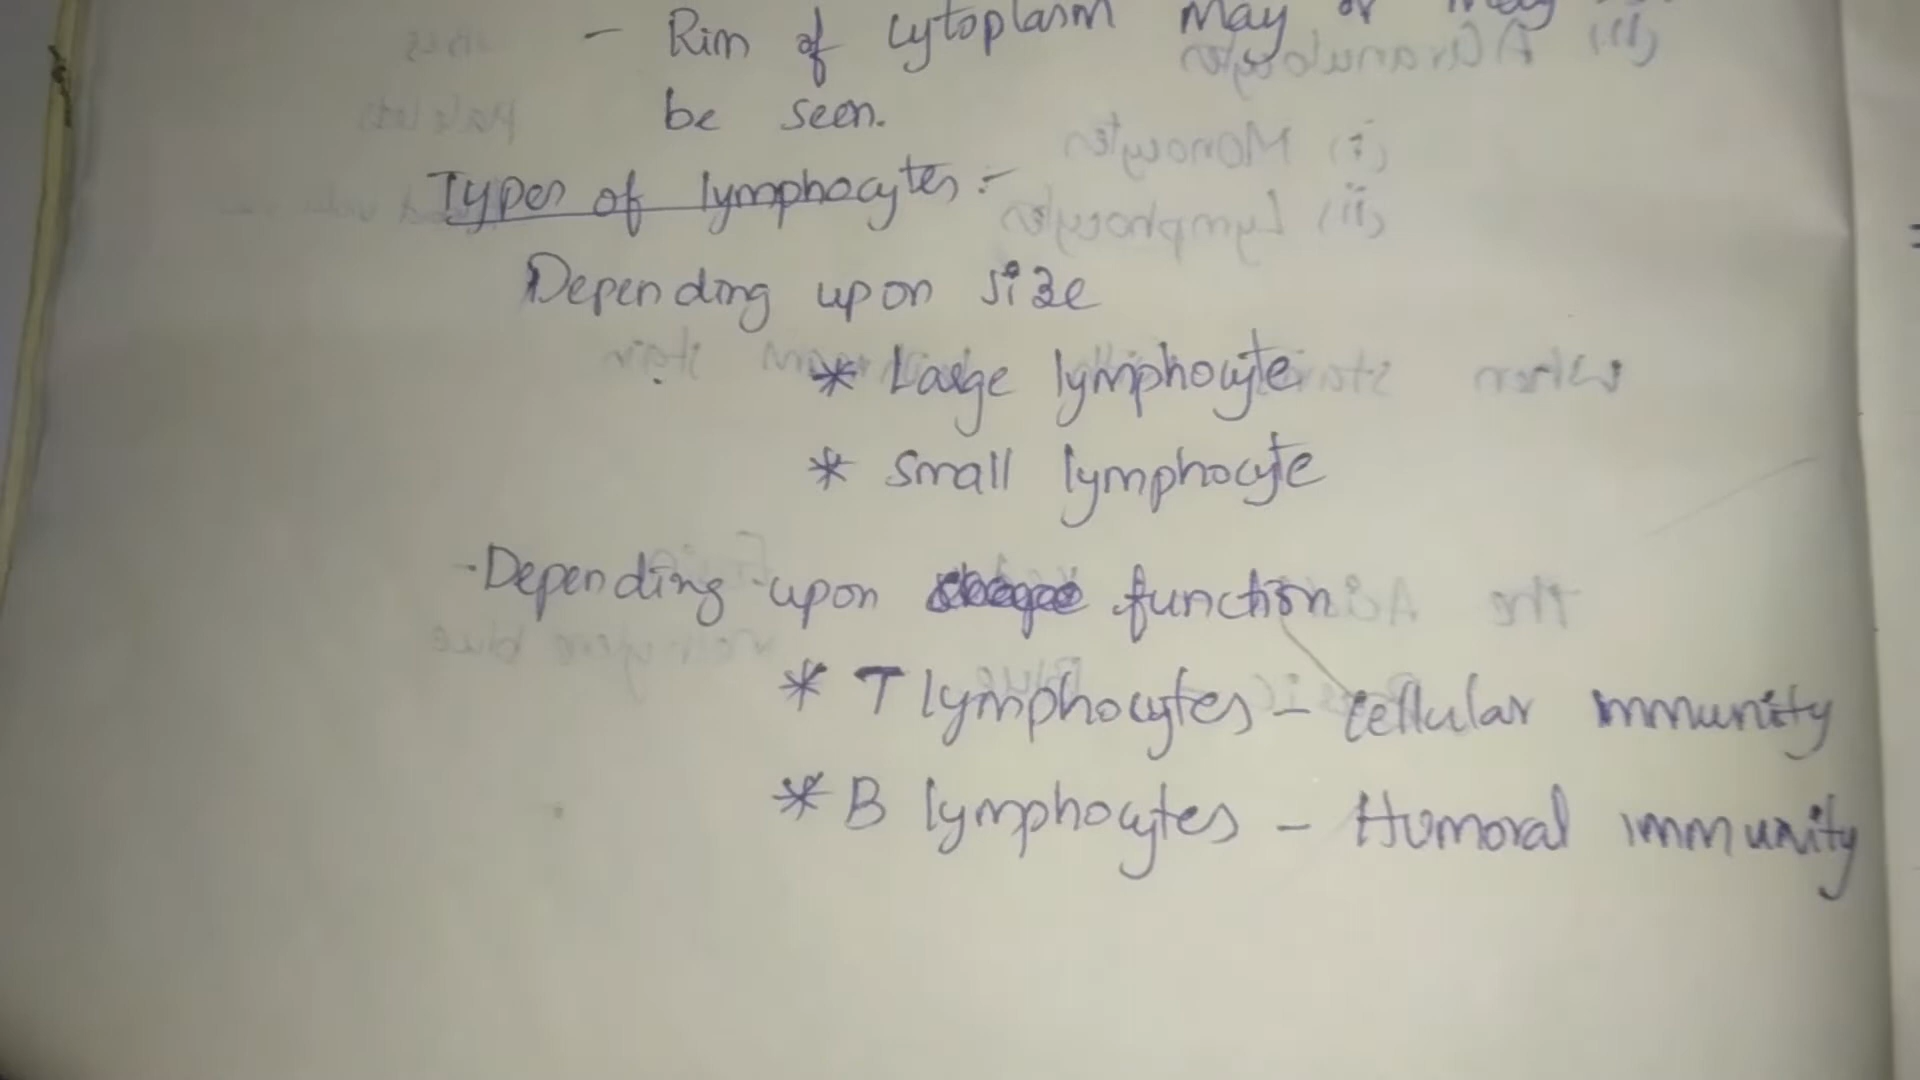 - Rim of cytoplasm may or may
be seen.
Types of lymphocytes :-
Depending upon size
* Large lymphocyte
* Small lymphocyte
Depending upon function
* T lymphocytes - cellular immunity
* B lymphocytes - Humoral immunity